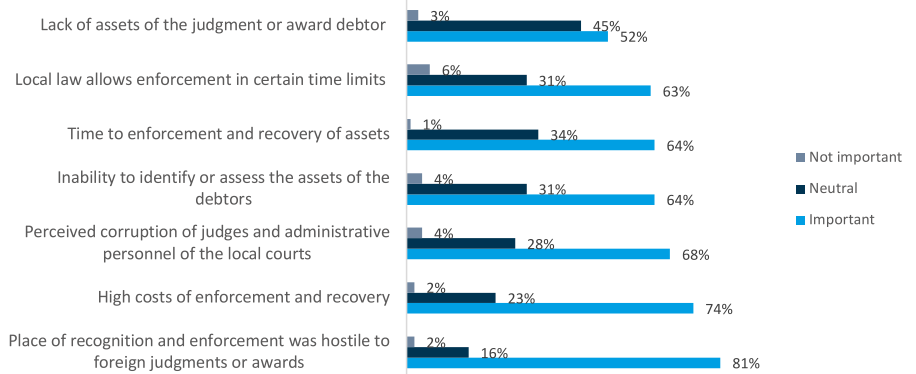 Lack of assets of the judgment or award debtor
3%
45%
52%
Local law allows enforcement in certain time limits
6%
31%
63%
Time to enforcement and recovery of assets
1%
34%
64%
Inability to identify or assess the assets of the
debtors
4%
31%
64%
Perceived corruption of judges and administrative
personnel of the local courts
4%
28%
68%
High costs of enforcement and recovery
2%
23%
74%
Place of recognition and enforcement was hostile to
foreign judgments or awards
2%
16%
81%
Not important
Neutral
Important